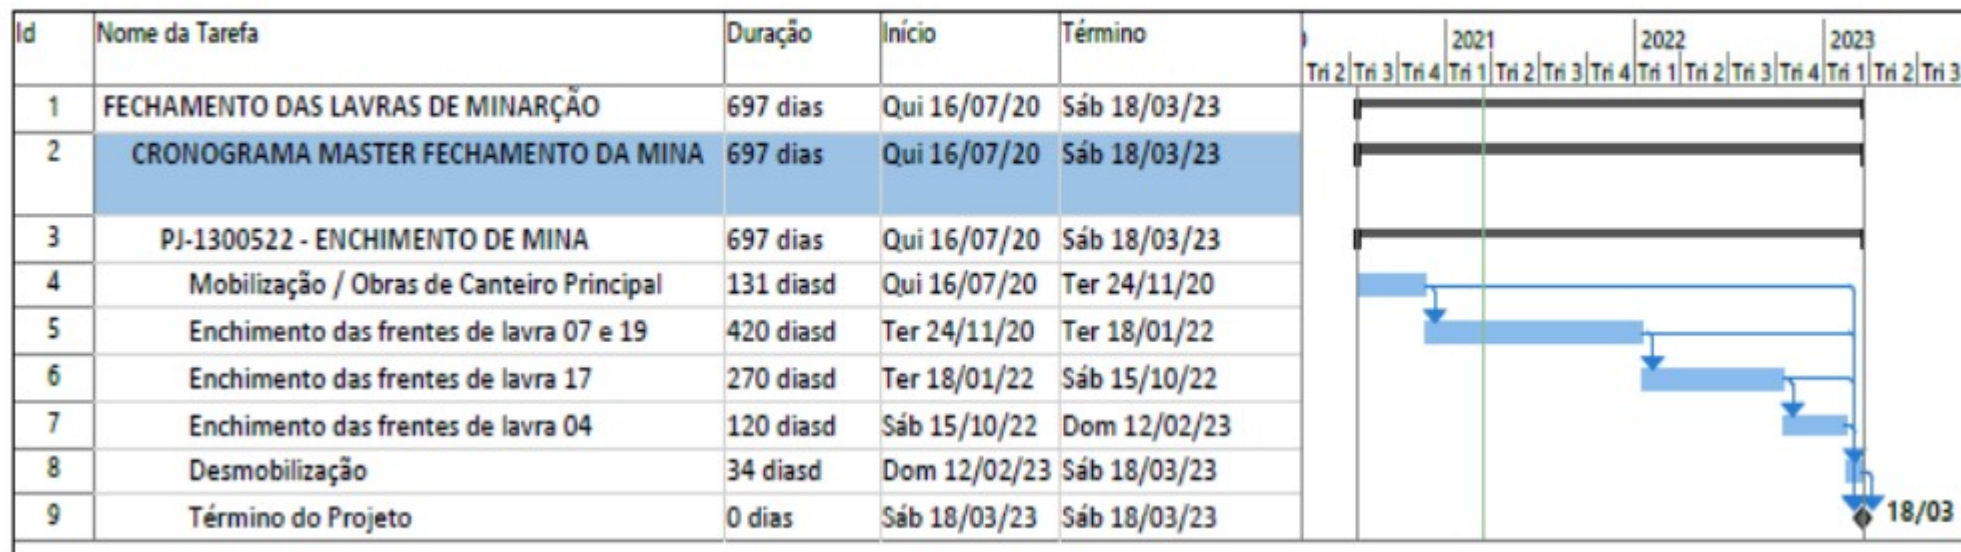 Id Nome da Tarefa Duração Início Término 2021 2022 2023
Tri 2 Tri 3 Tri 4 Tri 1 Tri 2 Tri 3 Tri 4 Tri 1 Tri 2 Tri 3 Tri 4 Tri 1 Tri 2 Tri 3
1 FECHAMENTO DAS LAVRAS DE MINARÇÃO 697 dias Qui 16/07/20 Sáb 18/03/23
2 CRONOGRAMA MASTER FECHAMENTO DA MINA 697 dias Qui 16/07/20 Sáb 18/03/23
3 PJ-1300522 - ENCHIMENTO DE MINA 697 dias Qui 16/07/20 Sáb 18/03/23
4 Mobilização / Obras de Canteiro Principal 131 diasd Qui 16/07/20 Ter 24/11/20
5 Enchimento das frentes de lavra 07 e 19 420 diasd Ter 24/11/20 Ter 18/01/22
6 Enchimento das frentes de lavra 17 270 diasd Ter 18/01/22 Sáb 15/10/22
7 Enchimento das frentes de lavra 04 120 diasd Sáb 15/10/22 Dom 12/02/23
8 Desmobilização 34 diasd Dom 12/02/23 Sáb 18/03/23
9 Término do Projeto 0 dias Sáb 18/03/23 Sáb 18/03/23 18/03